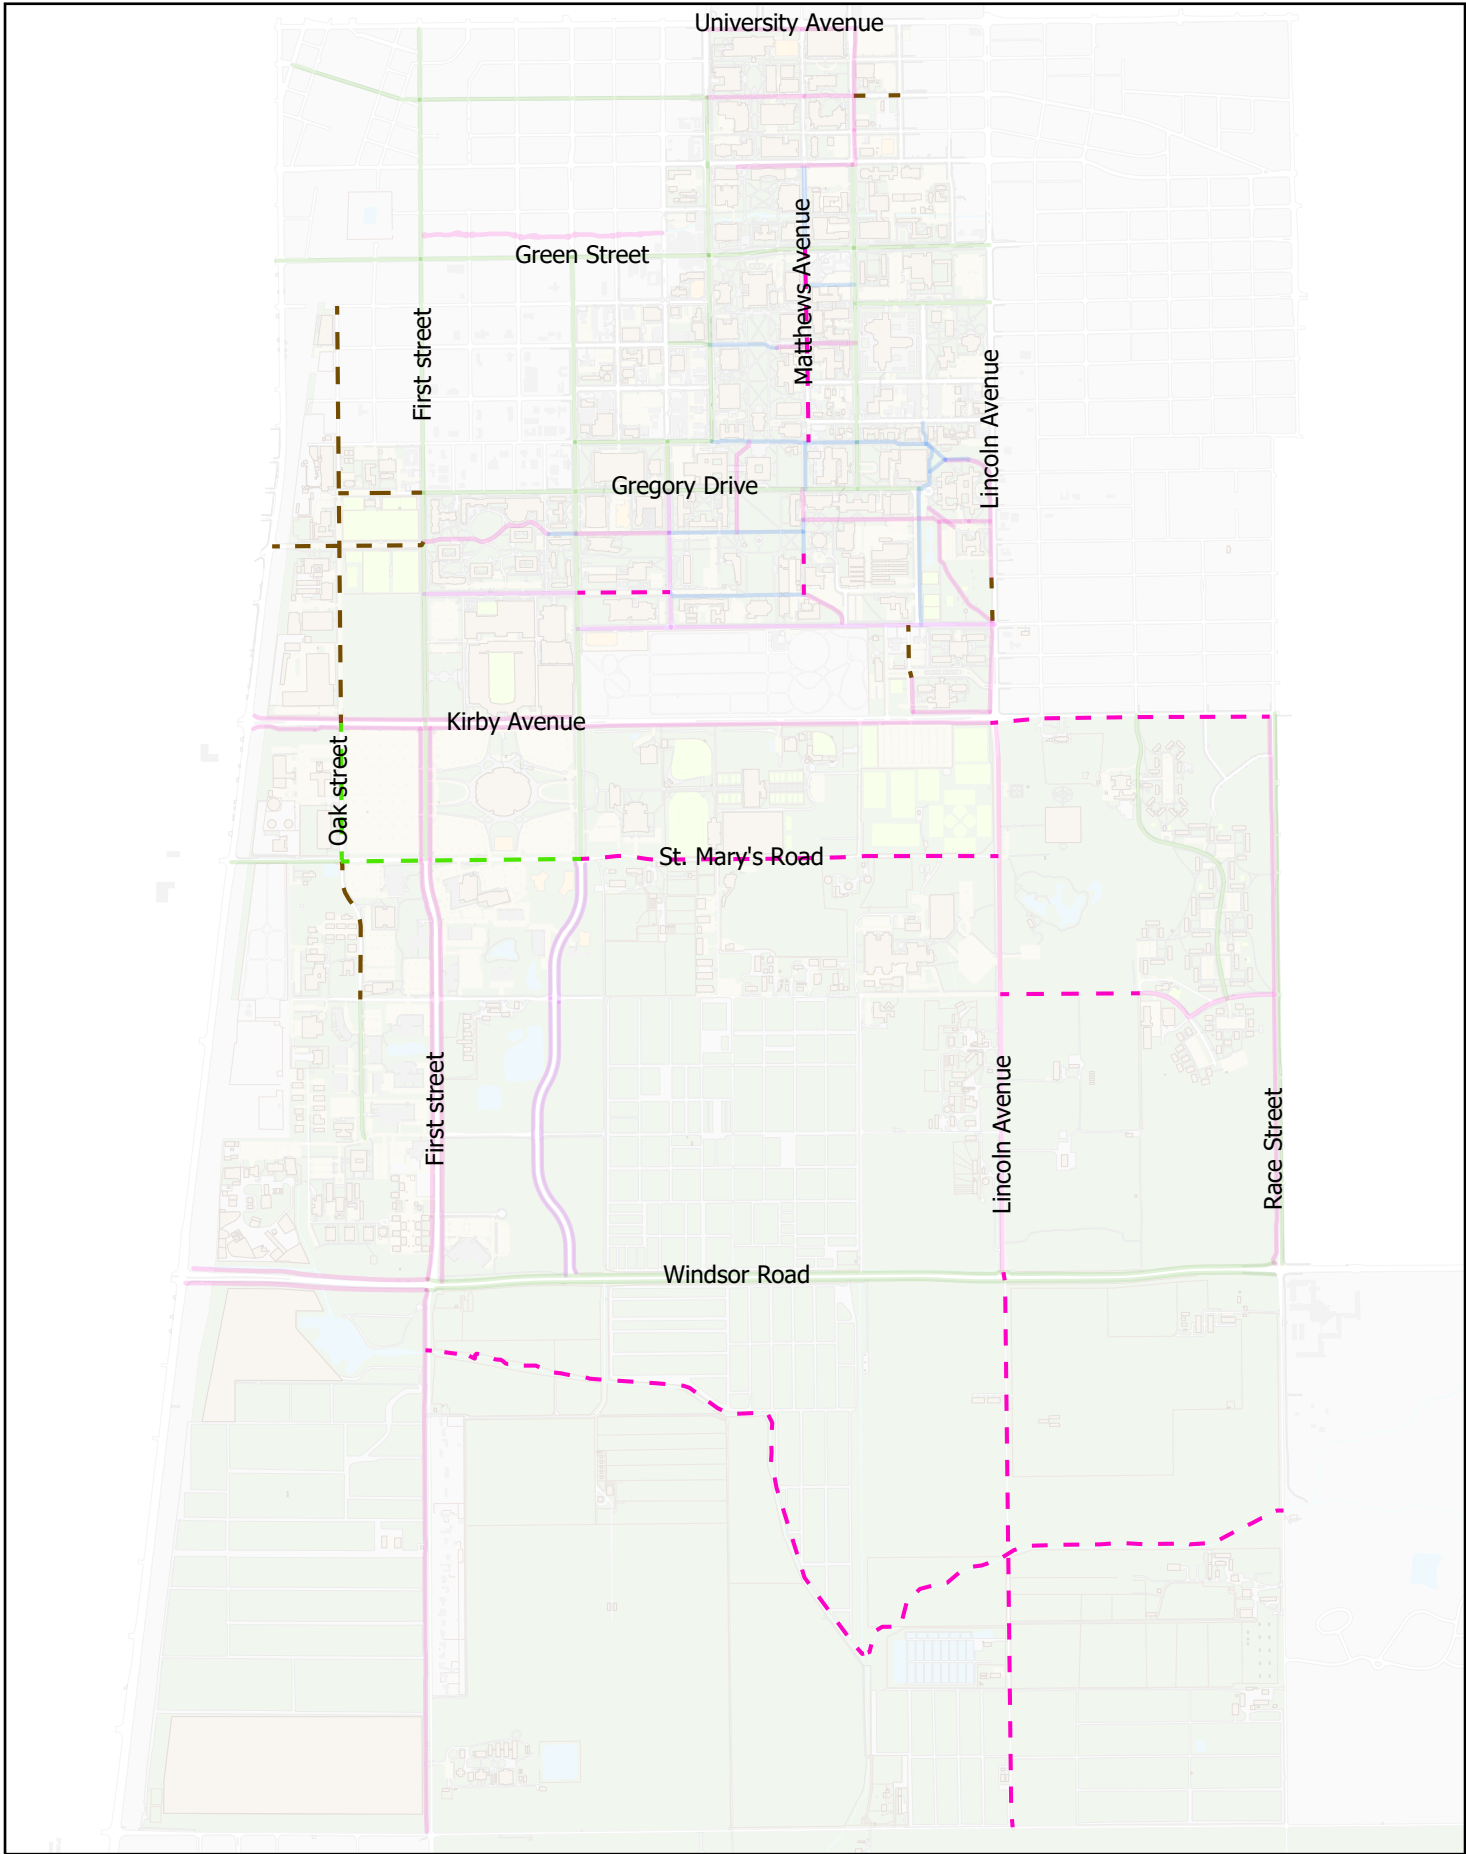 University Avenue
Matthews Avenue
Green Street
First street
Lincoln Avenue
Gregory Drive
Kirby Avenue
Oak street
St. Mary's Road
First street
Lincoln Avenue
Race Street
Windsor Road